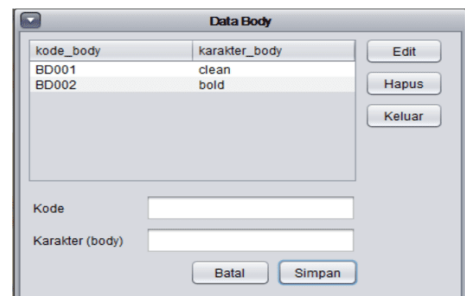 Data Body
kode_body karakter_body
BD001 clean
BD002 bold
Edit
Hapus
Keluar
Kode
Karakter (body)
Batal Simpan